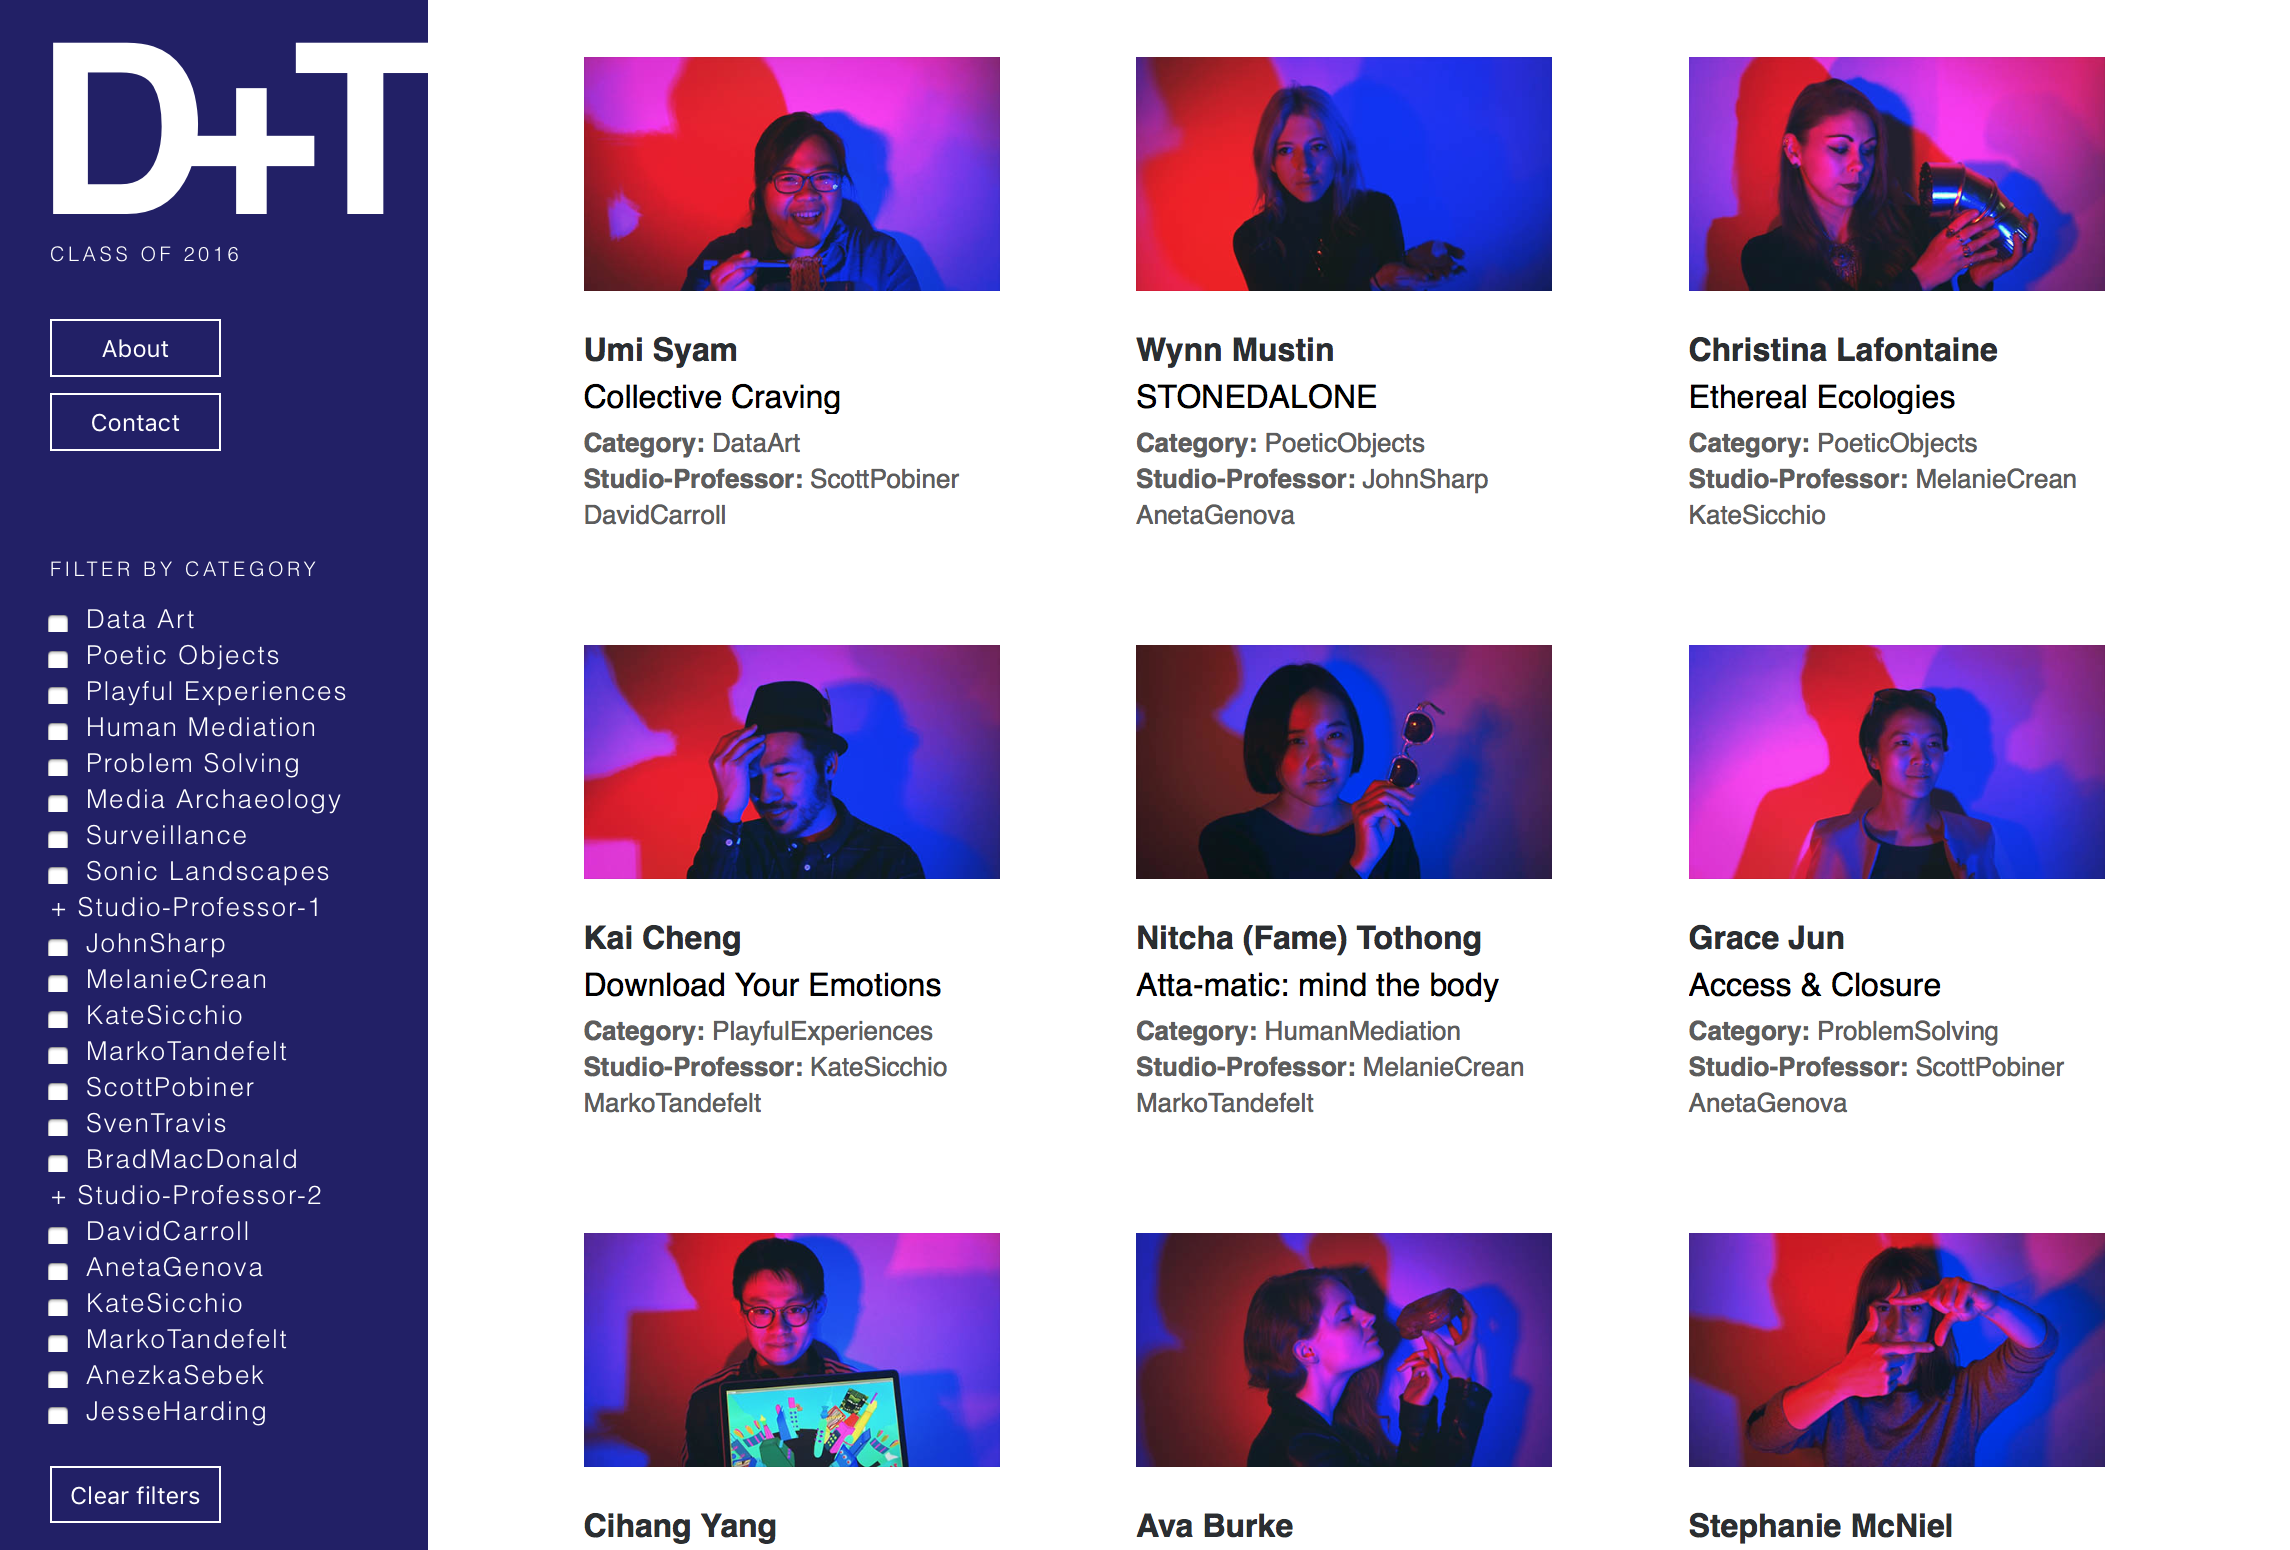 D+T
CLASS OF 2016
About
Contact
FILTER BY CATEGORY
Data Art
Poetic Objects
Playful Experiences
Human Mediation
Problem Solving
Media Archaeology
Surveillance
Sonic Landscapes
+ Studio-Professor-1
JohnSharp
MelanieCrean
KateSicchio
MarkoTandefelt
ScottPobiner
SvenTravis
BradMacDonald
+ Studio-Professor-2
DavidCarroll
AnetaGenova
KateSicchio
MarkoTandefelt
AnezkaSebek
JesseHarding
Clear filters
Umi Syam
Collective Craving
Category: DataArt
Studio-Professor: ScottPobiner
DavidCarroll
Wynn Mustin
STONEDALONE
Category: PoeticObjects
Studio-Professor: JohnSharp
AnetaGenova
Christina Lafontaine
Ethereal Ecologies
Category: PoeticObjects
Studio-Professor: MelanieCrean
KateSicchio
Kai Cheng
Download Your Emotions
Category: PlayfulExperiences
Studio-Professor: KateSicchio
MarkoTandefelt
Nitcha (Fame) Tothong
Atta-matic: mind the body
Category: HumanMediation
Studio-Professor: MelanieCrean
MarkoTandefelt
Grace Jun
Access & Closure
Category: ProblemSolving
Studio-Professor: ScottPobiner
AnetaGenova
Cihang Yang
Ava Burke
Stephanie McNiel